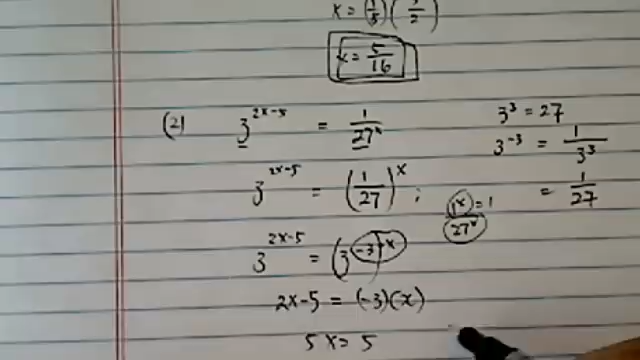 x = (1/5)( /2)
x = 5/16
(2) 3^(2x-5) = 1/27^x
3^3 = 27
3^-3 = 1/3^3
3^(2x-5) = (1/27)^x ;
1^x = 1
27^x
= 1/27
3^(2x-5) = (3^-3)^x
2x-5 = (-3)(x)
5x = 5